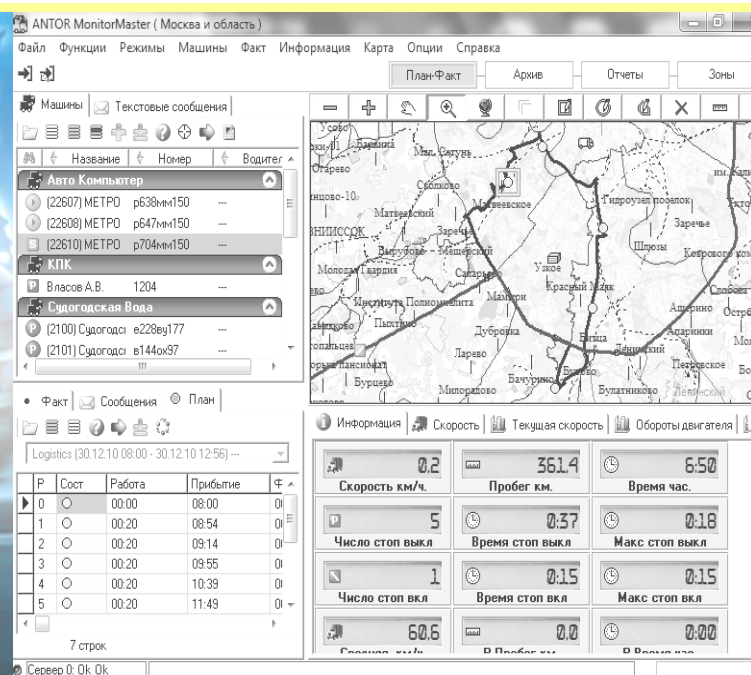 ANTOR MonitorMaster ( Москва и область )
Файл Функции Режимы Машины Факт Информация Карта Опции Справка
План-Факт Архив Отчеты Зоны
Машины Текстовые сообщения
Название Номер Водител
Авто Компьютер
(22607) МЕТРО р638мм150 ---
(22608) МЕТРО р647мм150 ---
(22610) МЕТРО р704мм150 ---
КПК
Власов А.В. 1204 ---
Судогодская Вода
(2100) Судогодс е228ву177 ---
(2101) Судогодс в144ох97 ---
Сколково
Матвеевский
Матвеевское
Гидроузел поселок
Заречье
Заречье
ВНИИССОК
Мещерский
Шлюзы
Молодая Гвардия
Саларьево
Узкое
Красный Маяк
Института Полиомиелита
Мамыри
Пыхтино
Дубровка
Битца
Ларево
Бурцево
Милорадово
Бачурино
Бутово
Булатниково
Петровское
Ленинский
Факт Сообщения План
Logistics (30.12.10 08:00 - 30.12.10 12:56) ---
Р Сост Работа Прибытие
0 00:00 08:00
1 00:20 08:54
2 00:20 09:14
3 00:20 09:55
4 00:20 10:39
5 00:20 11:49
7 строк
Информация Скорость Текущая скорость Обороты двигателя
0,2 361.4 6:50
Скорость км/ч. Пробег км. Время час.
5 0:37 0:18
Число стоп выкл Время стоп выкл Макс стоп выкл
1 0:15 0:15
Число стоп вкл Время стоп вкл Макс стоп вкл
60,6 0,0 0:00
Сервер 0: Ok Ok